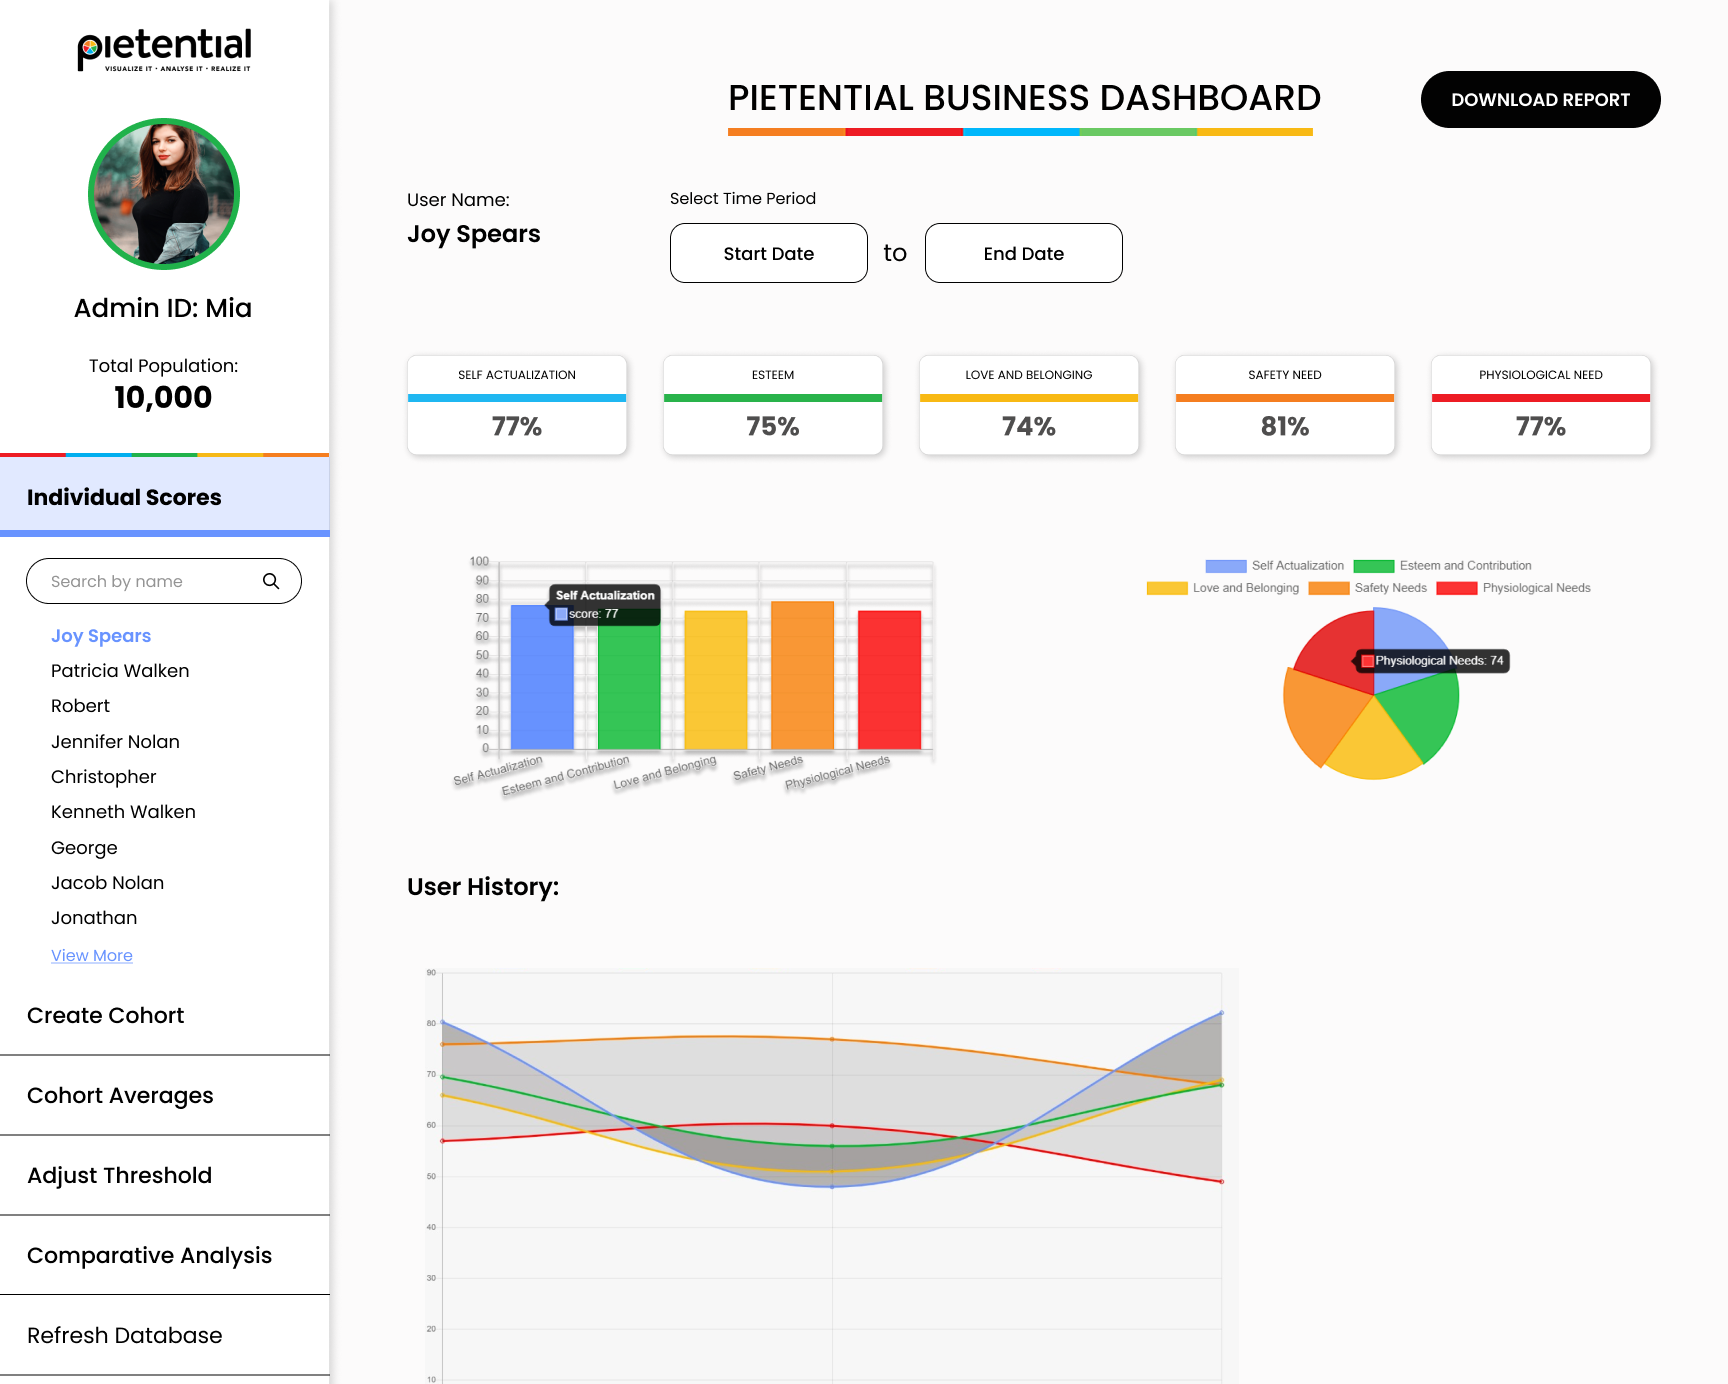 pietential
VISUALIZE IT • ANALYSE IT • REALIZE IT
Admin ID: Mia
Total Population:
10,000
Individual Scores
Search by name
Joy Spears
Patricia Walken
Robert
Jennifer Nolan
Christopher
Kenneth Walken
George
Jacob Nolan
Jonathan
View More
Create Cohort
Cohort Averages
Adjust Threshold
Comparative Analysis
Refresh Database
PIETENTIAL BUSINESS DASHBOARD
DOWNLOAD REPORT
User Name:
Joy Spears
Select Time Period
Start Date to End Date
SELF ACTUALIZATION
77%
ESTEEM
75%
LOVE AND BELONGING
74%
SAFETY NEED
81%
PHYSIOLOGICAL NEED
77%
100
90
80
70
60
50
40
30
20
10
0
Self Actualization
score: 77
Self Actualization
Esteem and Contribution
Love and Belonging
Safety Needs
Physiological Needs
Self Actualization Esteem and Contribution
Love and Belonging Safety Needs Physiological Needs
Physiological Needs: 74
User History:
90
80
70
60
50
40
30
20
10